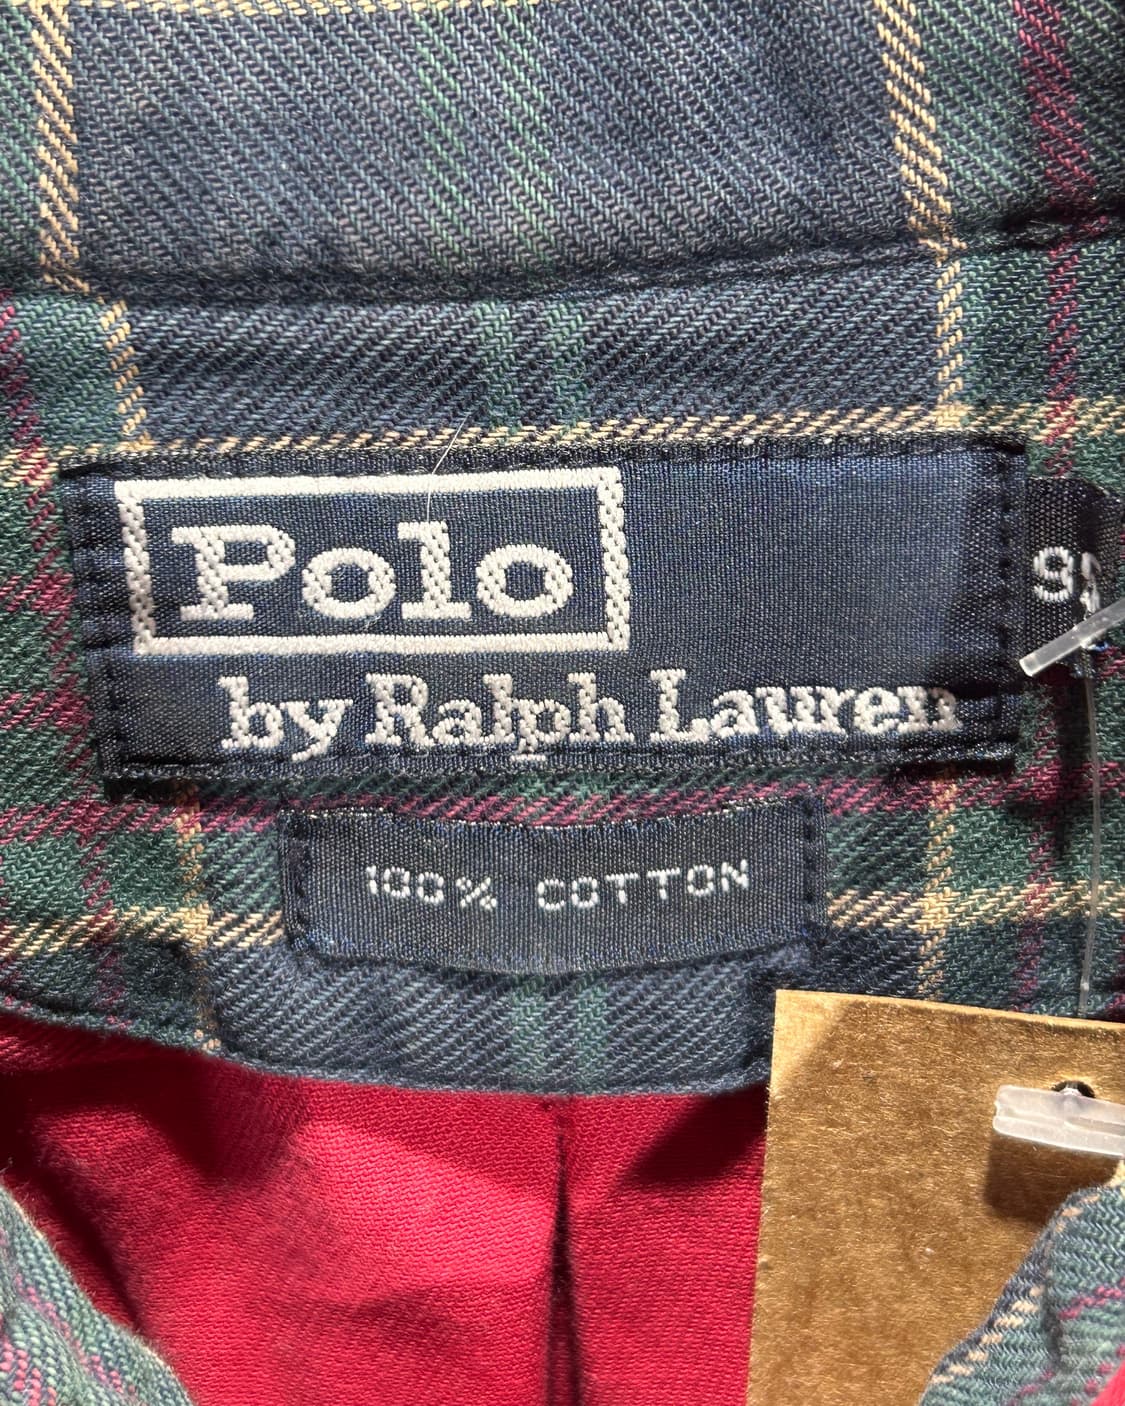 Polo
by Ralph Lauren
100% COTTON